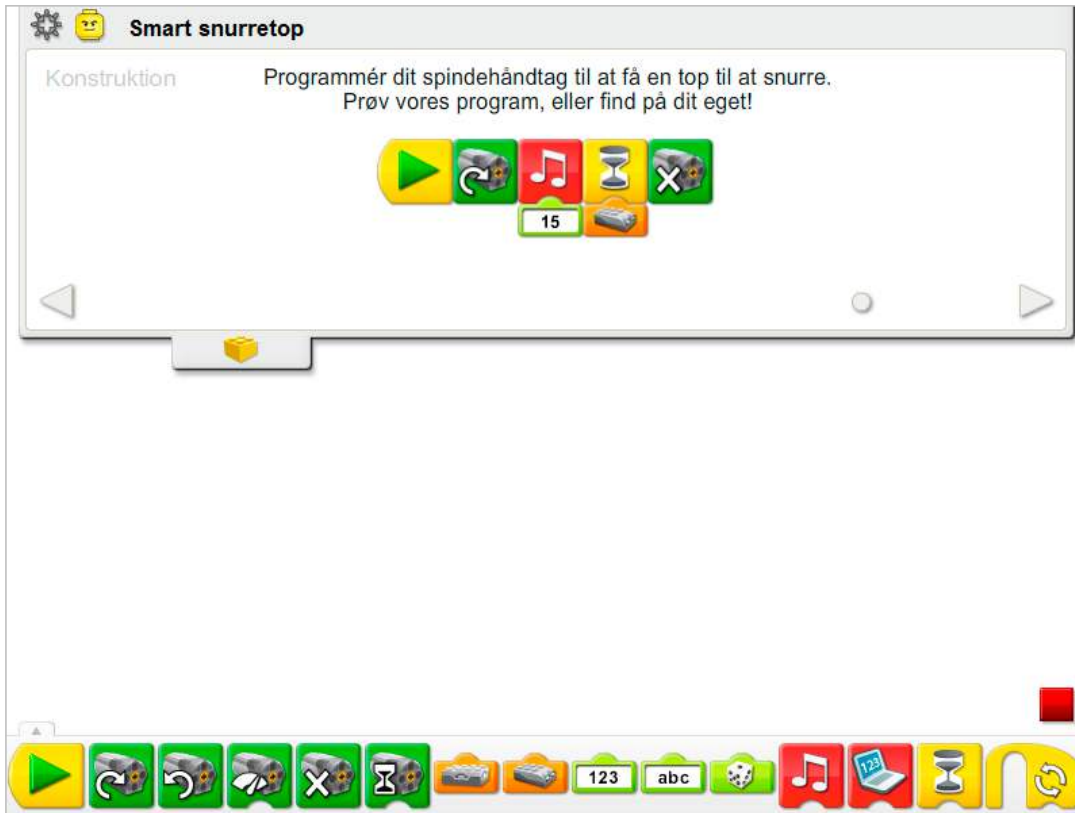 Smart snurretop
Konstruktion
Programmér dit spindehåndtag til at få en top til at snurre.
Prøv vores program, eller find på dit eget!
15
123
abc
123